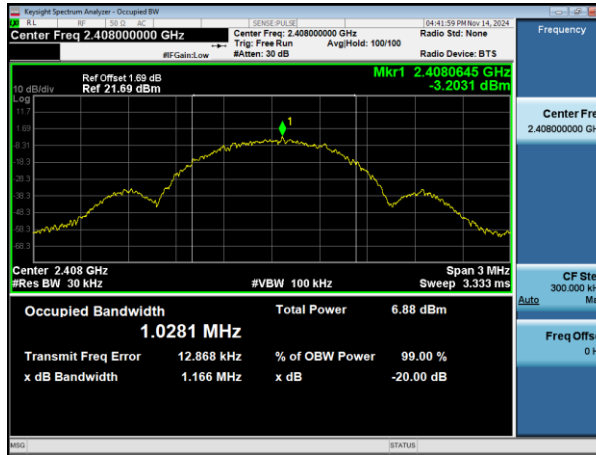 Keysight Spectrum Analyzer - Occupied BW
RL RF 50 Ω AC SENSE:PULSE 04:41:59 PM Nov 14, 2024
Center Freq 2.408000000 GHz
Center Freq: 2.408000000 GHz Radio Std: None
Trig: Free Run Avg|Hold: 100/100
#IFGain:Low #Atten: 30 dB Radio Device: BTS
Frequency
Mkr1 2.4080645 GHz
-3.2031 dBm
Ref Offset 1.69 dB
10 dB/div Ref 21.69 dBm
Log
11.7
1.69
-8.31
-18.3
-28.3
-38.3
-48.3
-58.3
-68.3
1
Center Fre
2.408000000 GH
Center 2.408 GHz Span 3 MHz
#Res BW 30 kHz #VBW 100 kHz Sweep 3.333 ms
CF Ste
300.000 kH
Auto Ma
Occupied Bandwidth Total Power 6.88 dBm
1.0281 MHz
Transmit Freq Error 12.868 kHz % of OBW Power 99.00 %
x dB Bandwidth 1.166 MHz x dB -20.00 dB
Freq Offs
0 H
MSG STATUS